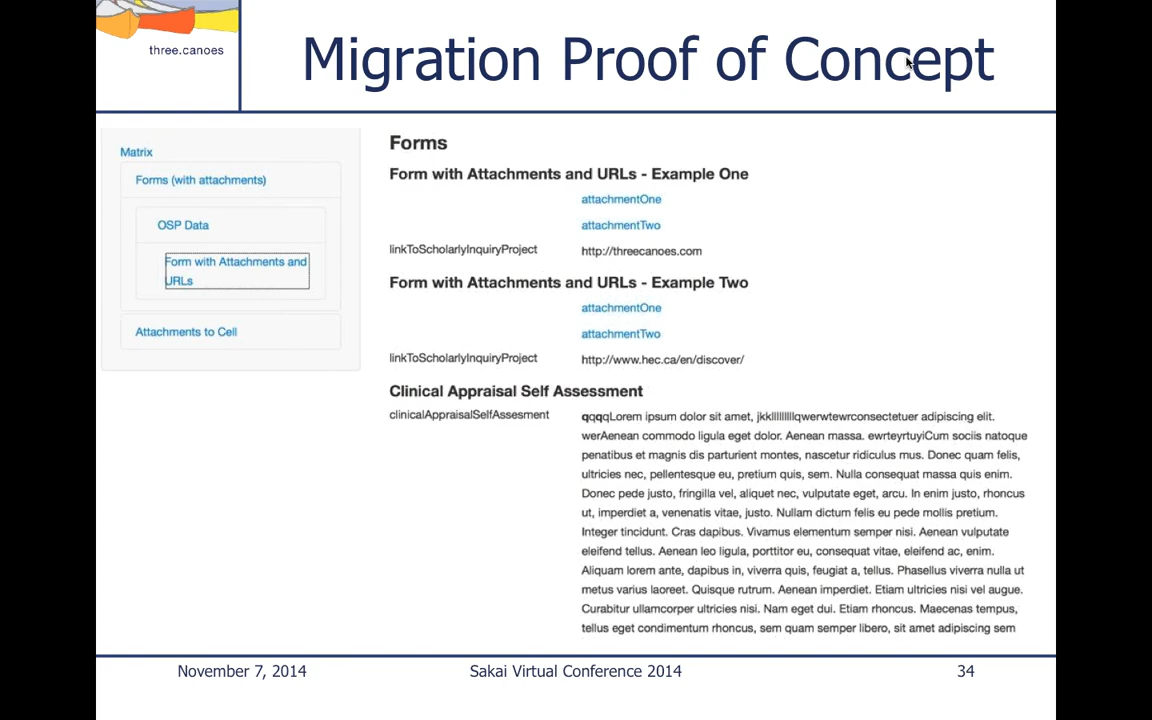 three.canoes
Migration Proof of Concept
Matrix
Forms (with attachments)
OSP Data
Form with Attachments and
URLs
Attachments to Cell
Forms
Form with Attachments and URLs - Example One
attachmentOne
attachmentTwo
linkToScholarlyInquiryProject http://threecanoes.com
Form with Attachments and URLs - Example Two
attachmentOne
attachmentTwo
linkToScholarlyInquiryProject http://www.hec.ca/en/discover/
Clinical Appraisal Self Assessment
clinicalAppraisalSelfAssesment qqqqLorem ipsum dolor sit amet, jkkllllllllqwerwtewrconsectetuer adipiscing elit.
werAenean commodo ligula eget dolor. Aenean massa. ewrteyrtuyiCum sociis natoque
penatibus et magnis dis parturient montes, nascetur ridiculus mus. Donec quam felis,
ultricies nec, pellentesque eu, pretium quis, sem. Nulla consequat massa quis enim.
Donec pede justo, fringilla vel, aliquet nec, vulputate eget, arcu. In enim justo, rhoncus
ut, imperdiet a, venenatis vitae, justo. Nullam dictum felis eu pede mollis pretium.
Integer tincidunt. Cras dapibus. Vivamus elementum semper nisi. Aenean vulputate
eleifend tellus. Aenean leo ligula, porttitor eu, consequat vitae, eleifend ac, enim.
Aliquam lorem ante, dapibus in, viverra quis, feugiat a, tellus. Phasellus viverra nulla ut
metus varius laoreet. Quisque rutrum. Aenean imperdiet. Etiam ultricies nisi vel augue.
Curabitur ullamcorper ultricies nisi. Nam eget dui. Etiam rhoncus. Maecenas tempus,
tellus eget condimentum rhoncus, sem quam semper libero, sit amet adipiscing sem
November 7, 2014 Sakai Virtual Conference 2014 34